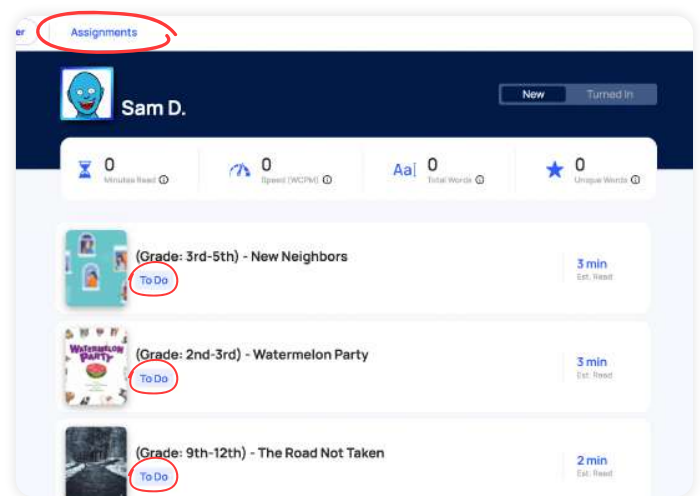 er
Assignments
Sam D.
New
Turned In
0
Minutes Read
0
Speed (WCPM)
Aa
0
Total Words
0
Unique Words
(Grade: 3rd-5th) - New Neighbors
To Do
3 min
Est. Read
WATERMELON
PARTY
(Grade: 2nd-3rd) - Watermelon Party
To Do
3 min
Est. Read
(Grade: 9th-12th) - The Road Not Taken
To Do
2 min
Est. Read